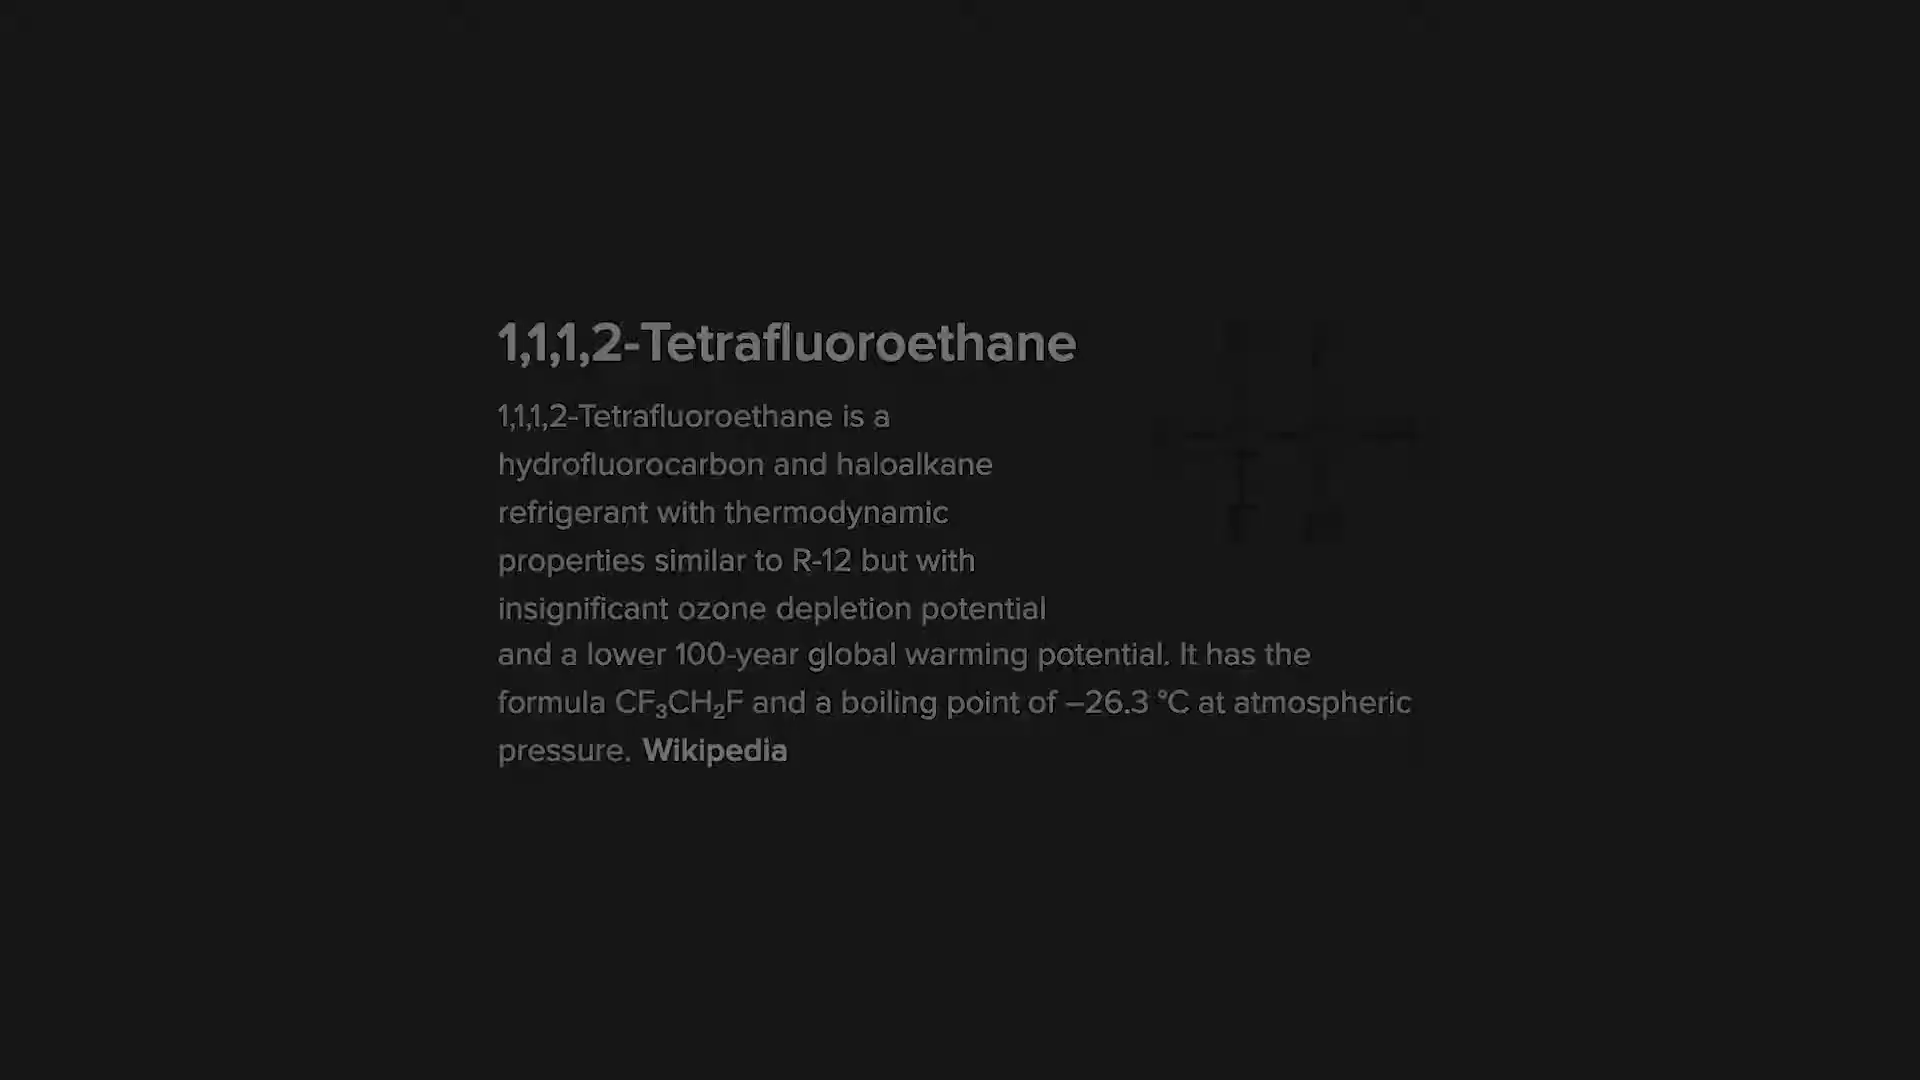 1,1,1,2-Tetrafluoroethane
1,1,1,2-Tetrafluoroethane is a
hydrofluorocarbon and haloalkane
refrigerant with thermodynamic
properties similar to R-12 but with
insignificant ozone depletion potential
and a lower 100-year global warming potential. It has the
formula CF₃CH₂F and a boiling point of −26.3 °C at atmospheric
pressure. Wikipedia